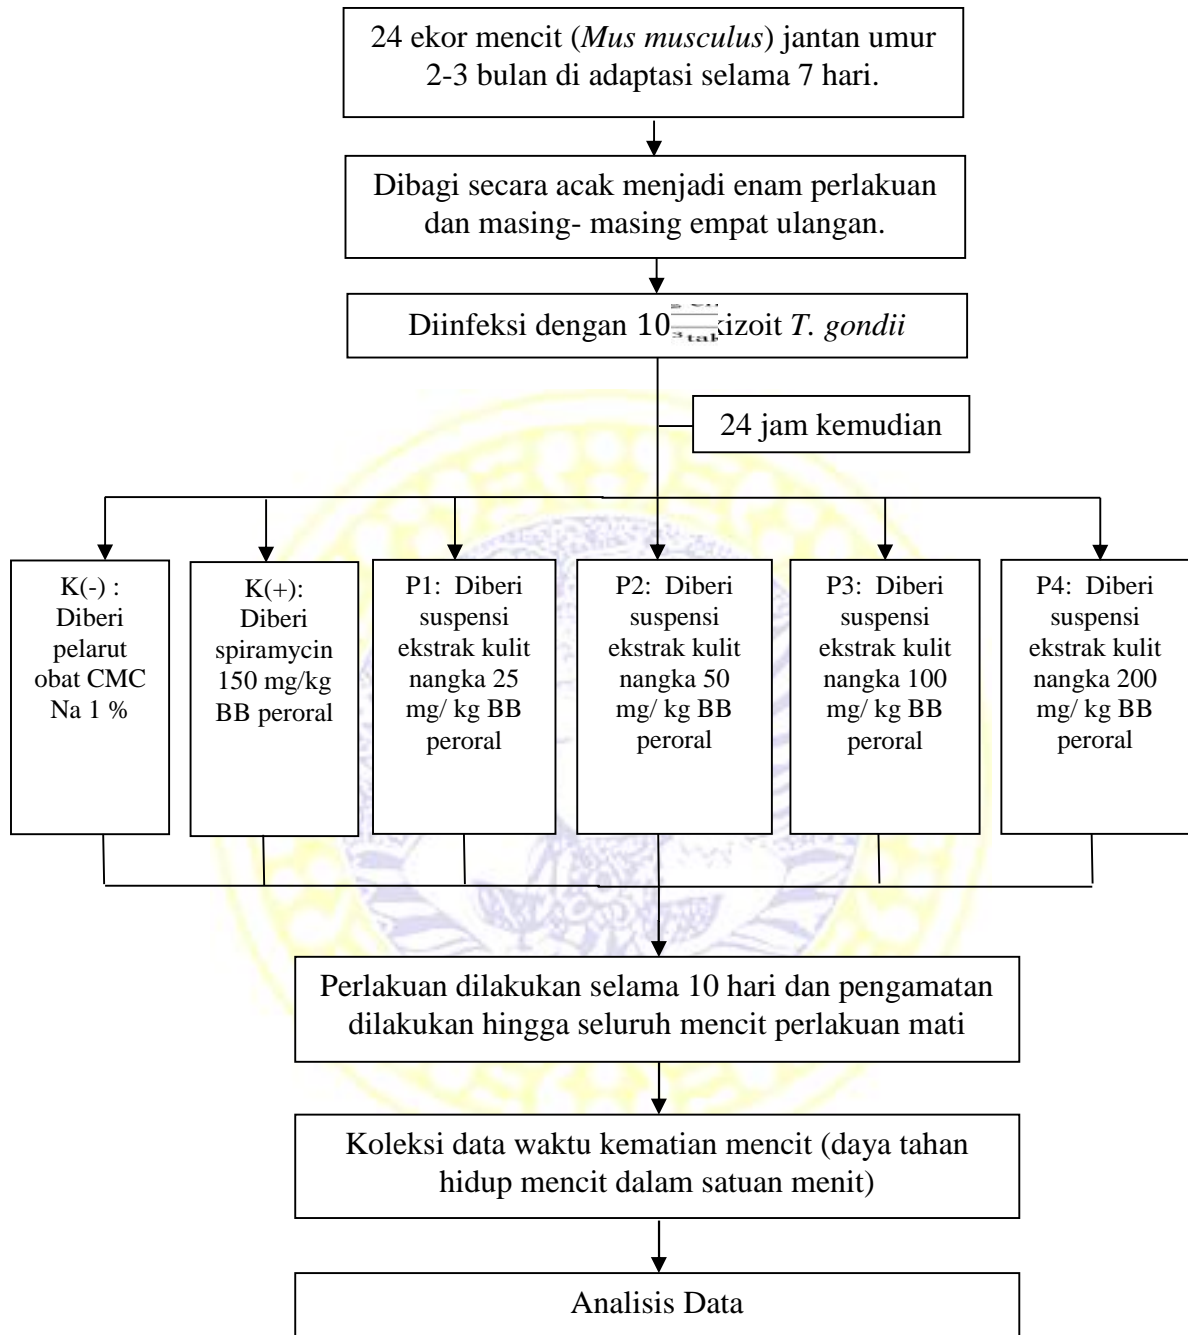 24 ekor mencit (Mus musculus) jantan umur
2-3 bulan di adaptasi selama 7 hari.
Dibagi secara acak menjadi enam perlakuan
dan masing- masing empat ulangan.
Diinfeksi dengan 10 T. gondii
24 jam kemudian
K(-) :
Diberi
pelarut
obat CMC
Na 1 %
K(+):
Diberi
spiramycin
150 mg/kg
BB peroral
P1: Diberi
suspensi
ekstrak kulit
nangka 25
mg/ kg BB
peroral
P2: Diberi
suspensi
ekstrak kulit
nangka 50
mg/ kg BB
peroral
P3: Diberi
suspensi
ekstrak kulit
nangka 100
mg/ kg BB
peroral
P4: Diberi
suspensi
ekstrak kulit
nangka 200
mg/ kg BB
peroral
Perlakuan dilakukan selama 10 hari dan pengamatan
dilakukan hingga seluruh mencit perlakuan mati
Koleksi data waktu kematian mencit (daya tahan
hidup mencit dalam satuan menit)
Analisis Data